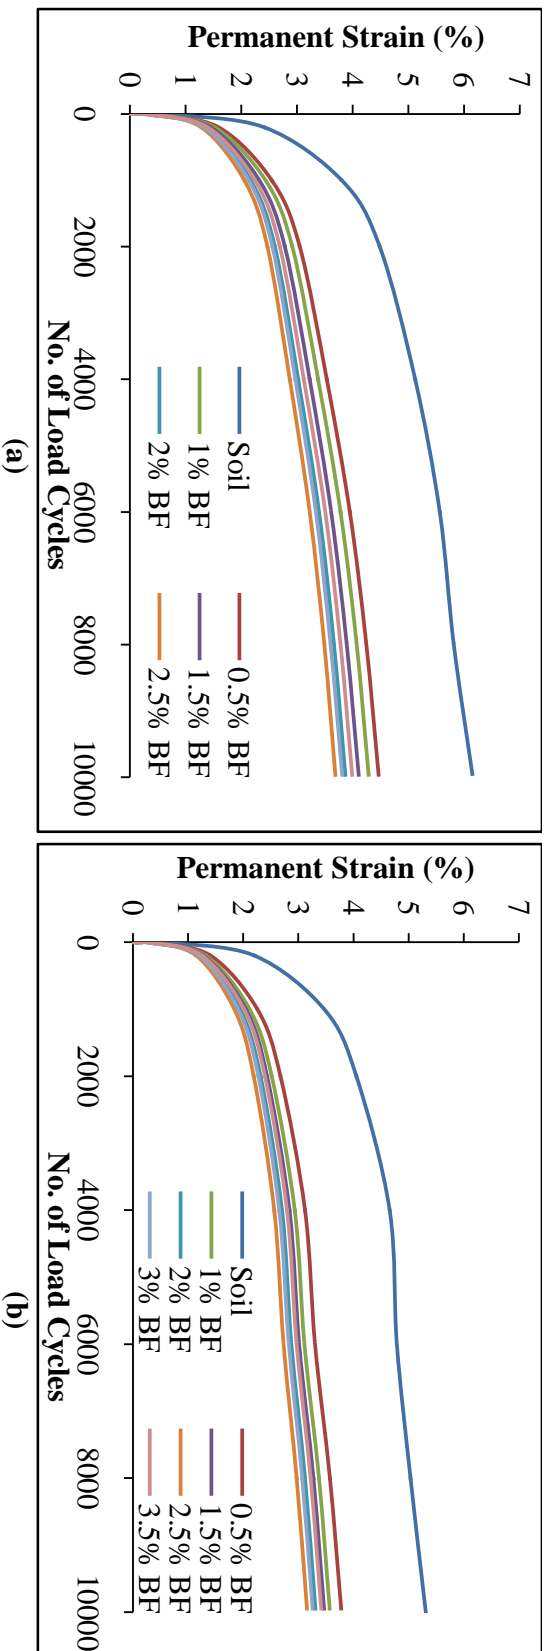 Permanent Strain (%)
7
6
5
4
3
2
1
0
0 2000 4000 6000 8000 10000
No. of Load Cycles
Soil 0.5% BF
1% BF 1.5% BF
2% BF 2.5% BF
(a)
Permanent Strain (%)
7
6
5
4
3
2
1
0
0 2000 4000 6000 8000 10000
No. of Load Cycles
Soil 0.5% BF
1% BF 1.5% BF
2% BF 2.5% BF
3% BF 3.5% BF
(b)